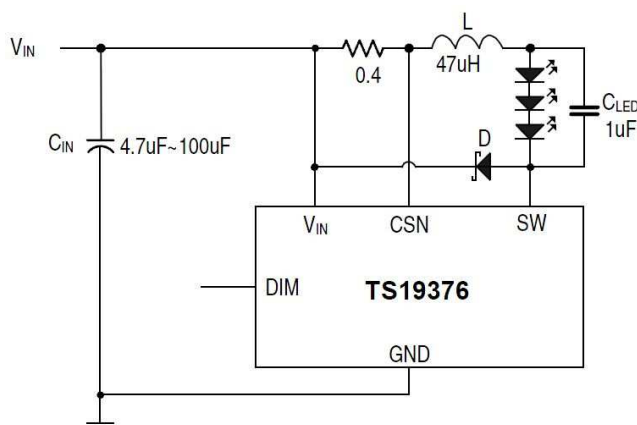 L
VIN
0.4
47uH
CLED
1uF
CIN
4.7uF~100uF
D
VIN
CSN
SW
DIM
TS19376
GND